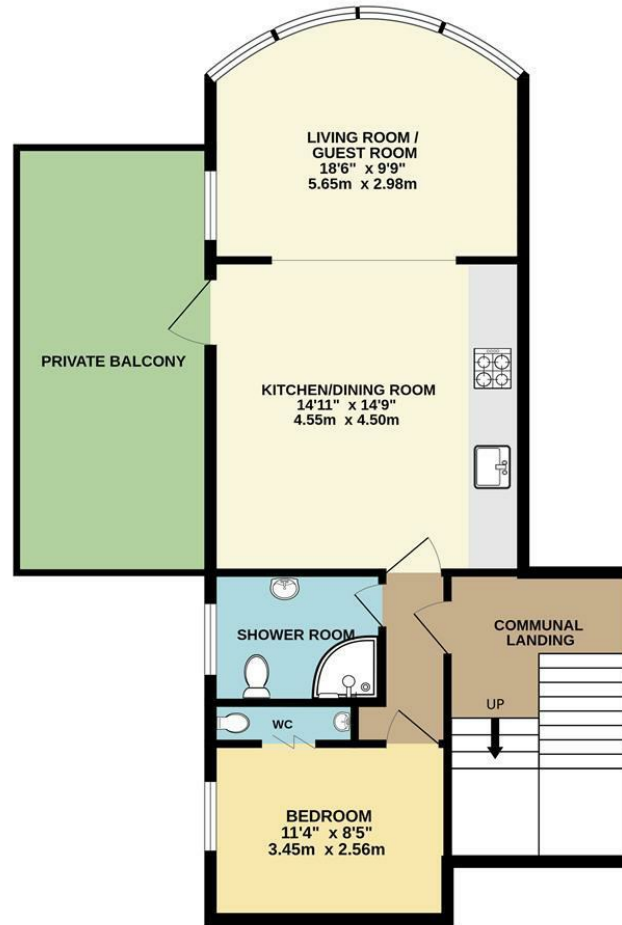 LIVING ROOM /
GUEST ROOM
18'6" x 9'9"
5.65m x 2.98m
PRIVATE BALCONY
KITCHEN/DINING ROOM
14'11" x 14'9"
4.55m x 4.50m
SHOWER ROOM
COMMUNAL
LANDING
UP
WC
BEDROOM
11'4" x 8'5"
3.45m x 2.56m